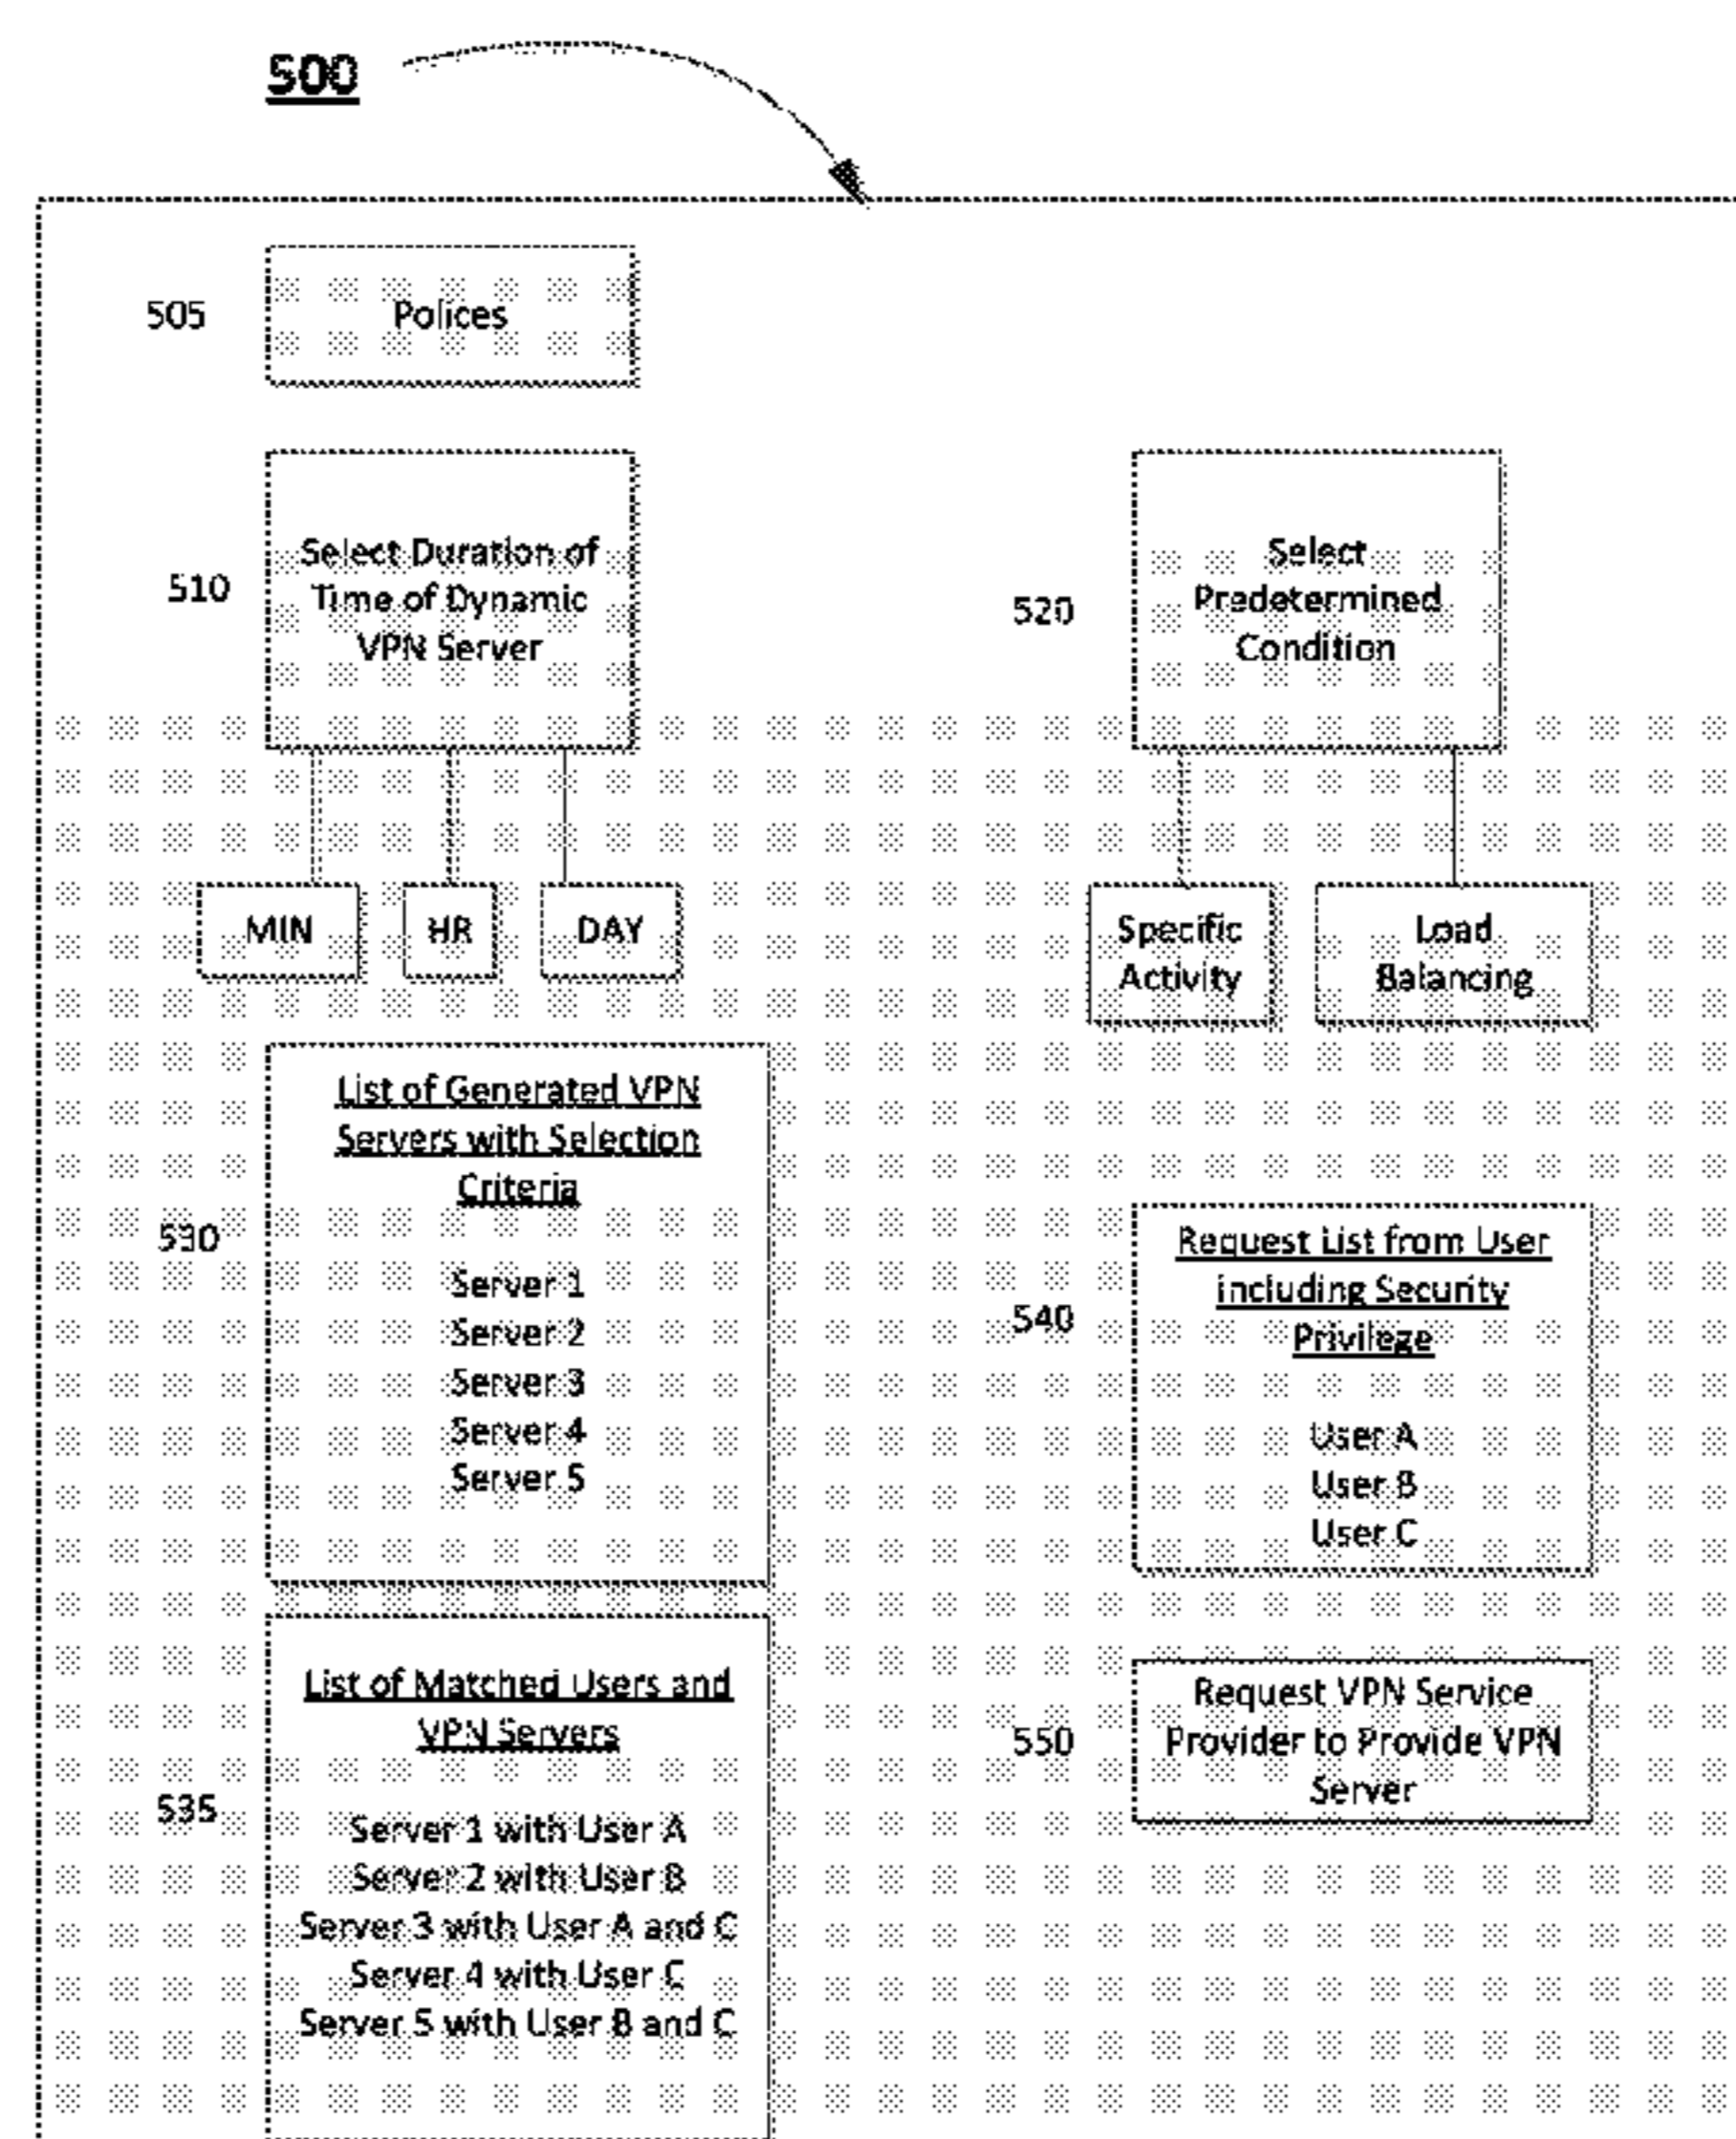 500
505
Polices
510
Select Duration of
Time of Dynamic
VPN Server
520
Select
Predetermined
Condition
MIN
HR
DAY
Specific
Activity
Load
Balancing
530
List of Generated VPN
Servers with Selection
Criteria
Server 1
Server 2
Server 3
Server 4
Server 5
540
Request List from User
including Security
Privilege
User A
User B
User C
535
List of Matched Users and
VPN Servers
Server 1 with User A
Server 2 with User B
Server 3 with User A and C
Server 4 with User C
Server 5 with User B and C
550
Request VPN Service
Provider to Provide VPN
Server